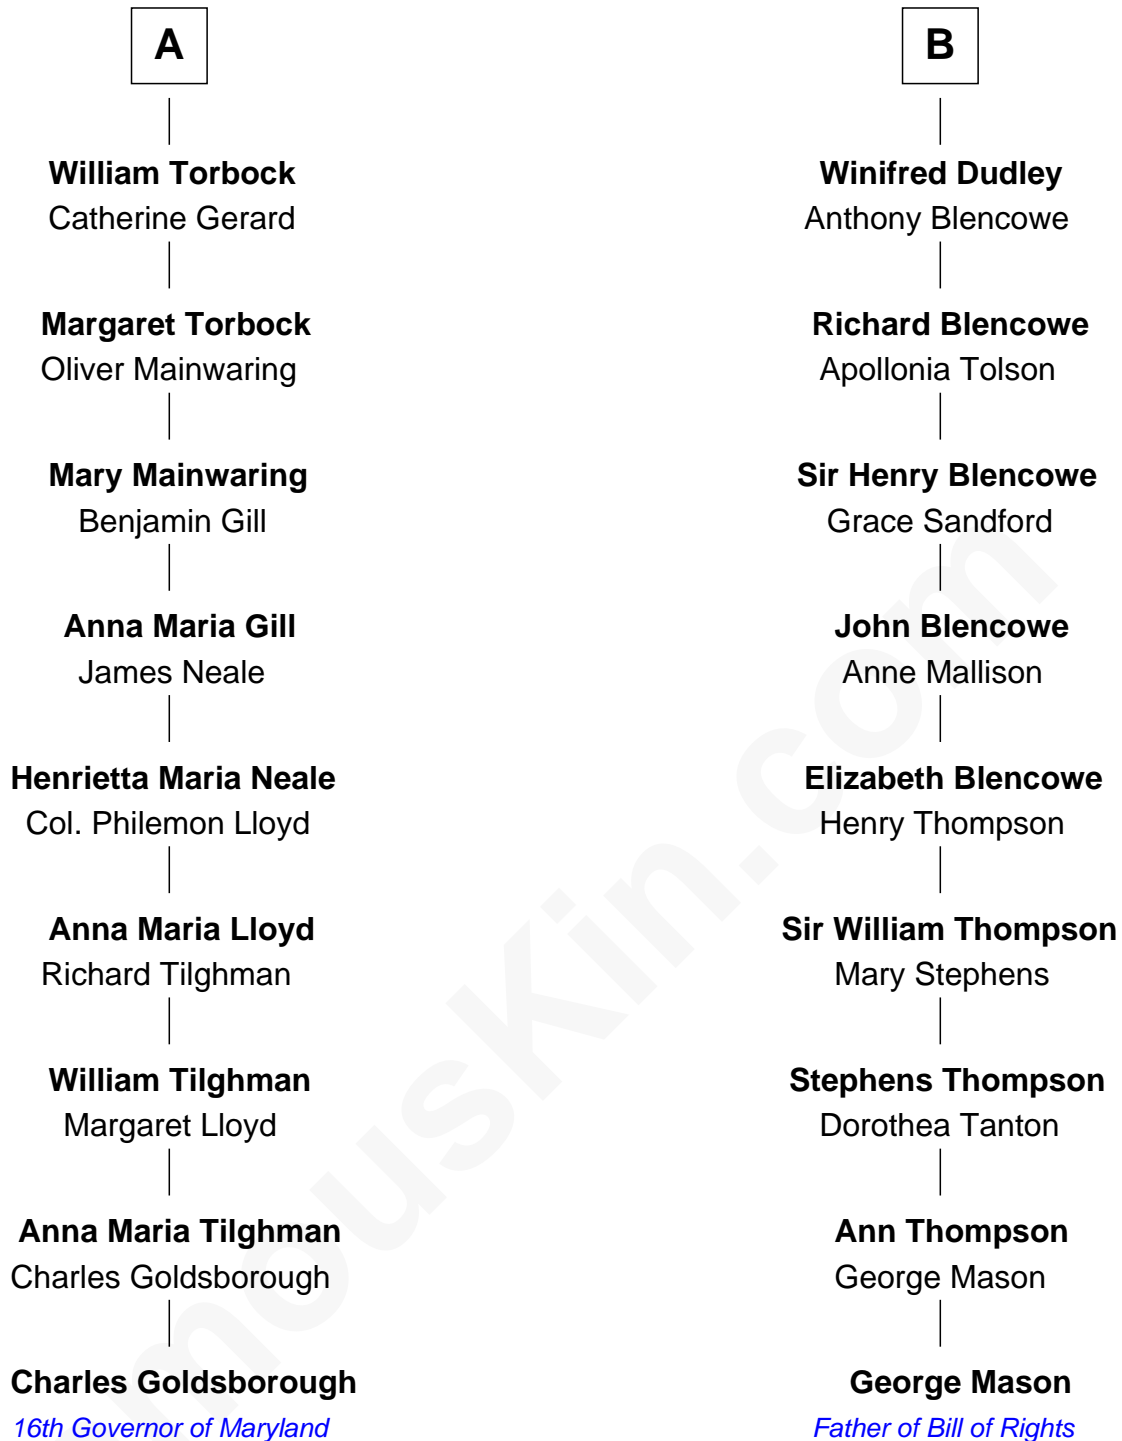 A
William Torbock
Catherine Gerard
Margaret Torbock
Oliver Mainwaring
Mary Mainwaring
Benjamin Gill
Anna Maria Gill
James Neale
Henrietta Maria Neale
Col. Philemon Lloyd
Anna Maria Lloyd
Richard Tilghman
William Tilghman
Margaret Lloyd
Anna Maria Tilghman
Charles Goldsborough
Charles Goldsborough
16th Governor of Maryland
B
Winifred Dudley
Anthony Blencowe
Richard Blencowe
Apollonia Tolson
Sir Henry Blencowe
Grace Sandford
John Blencowe
Anne Mallison
Elizabeth Blencowe
Henry Thompson
Sir William Thompson
Mary Stephens
Stephens Thompson
Dorothea Tanton
Ann Thompson
George Mason
George Mason
Father of Bill of Rights
mouskin.com